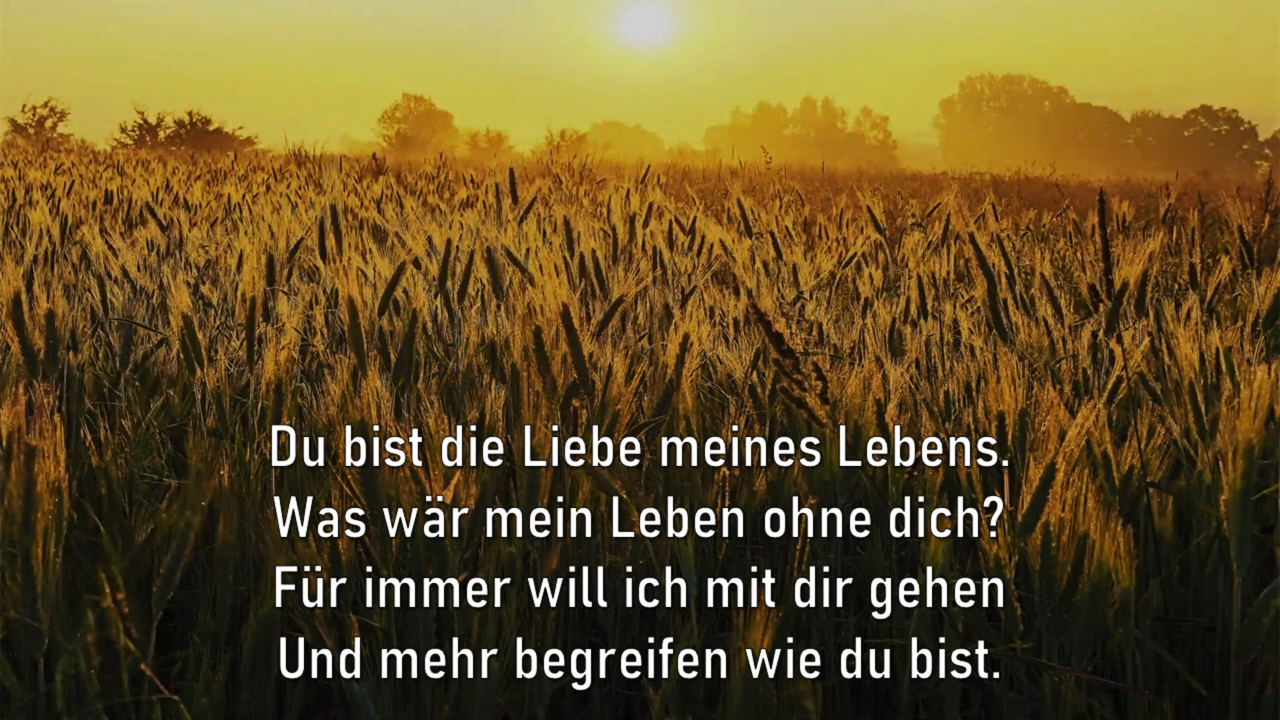 Du bist die Liebe meines Lebens.
Was wär mein Leben ohne dich?
Für immer will ich mit dir gehen
Und mehr begreifen wie du bist.